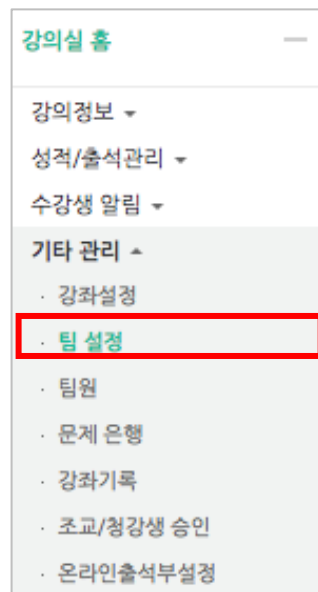 강의실 홈
강의정보
성적/출석관리
수강생 알림
기타 관리
· 강좌설정
· 팀 설정
· 팀원
· 문제 은행
· 강좌기록
· 조교/청강생 승인
· 온라인출석부설정